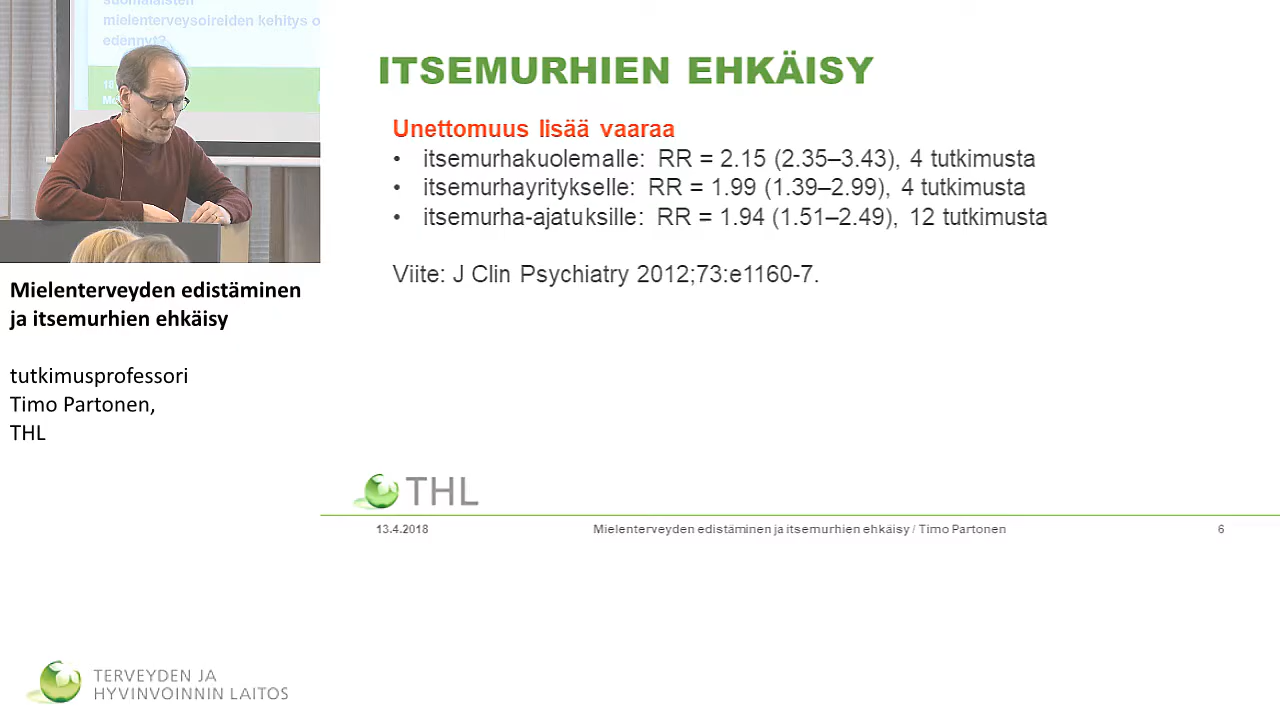 suomalaisten
mielenterveysoireiden kehitys o
edennyt?
ITSEMURHIEN EHKÄISY
Unettomuus lisää vaaraa
• itsemurhakuolemalle: RR = 2.15 (2.35–3.43), 4 tutkimusta
• itsemurhayritykselle: RR = 1.99 (1.39–2.99), 4 tutkimusta
• itsemurha-ajatuksille: RR = 1.94 (1.51–2.49), 12 tutkimusta
Viite: J Clin Psychiatry 2012;73:e1160-7.
Mielenterveyden edistäminen
ja itsemurhien ehkäisy
tutkimusprofessori
Timo Partonen,
THL
THL
13.4.2018 Mielenterveyden edistäminen ja itsemurhien ehkäisy / Timo Partonen 6
TERVEYDEN JA
HYVINVOINNIN LAITOS